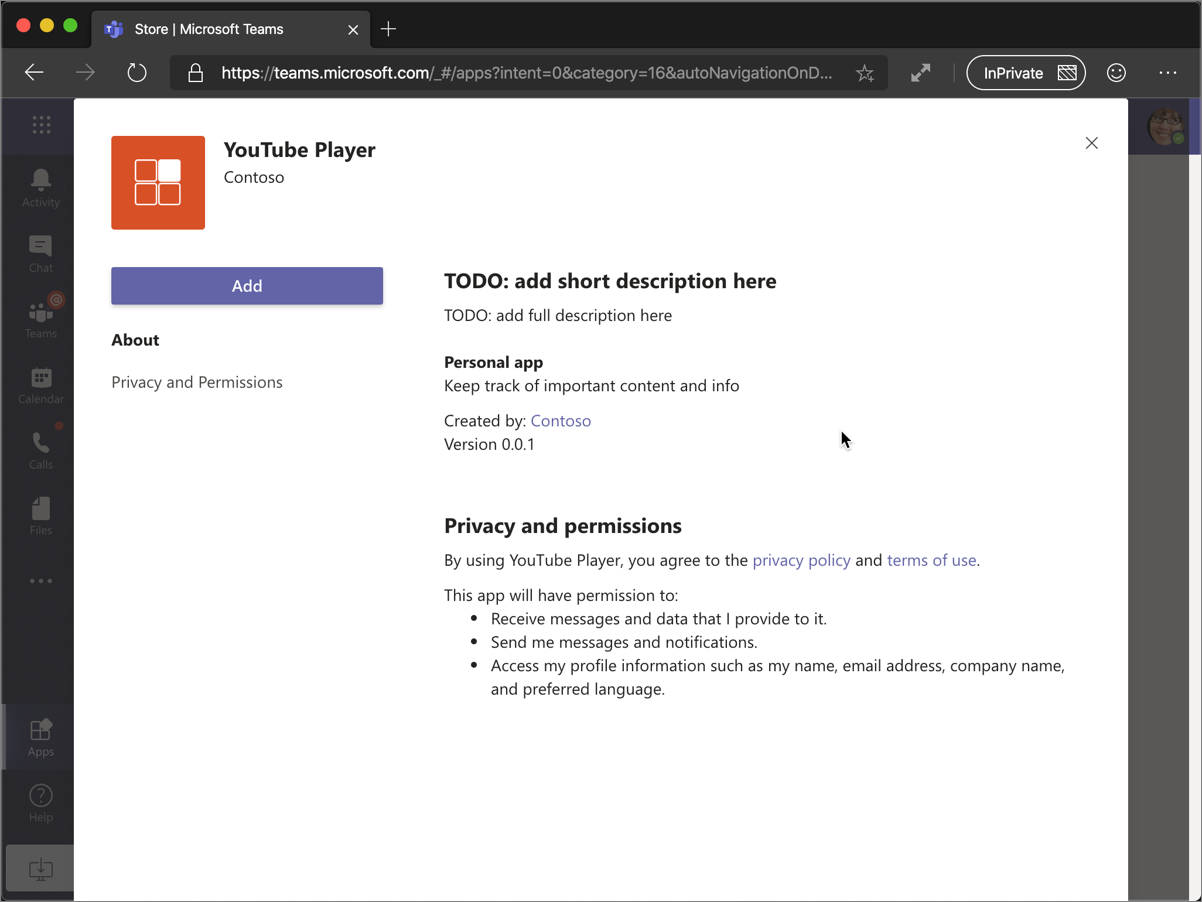 Store | Microsoft Teams
https://teams.microsoft.com/_#/apps?intent=0&category=16&autoNavigationOnD...
InPrivate
Activity
Chat
Teams
Calendar
Calls
Files
Apps
Help
YouTube Player
Contoso
Add
About
Privacy and Permissions
TODO: add short description here
TODO: add full description here
Personal app
Keep track of important content and info
Created by: Contoso
Version 0.0.1
Privacy and permissions
By using YouTube Player, you agree to the privacy policy and terms of use.
This app will have permission to:
• Receive messages and data that I provide to it.
• Send me messages and notifications.
• Access my profile information such as my name, email address, company name,
and preferred language.